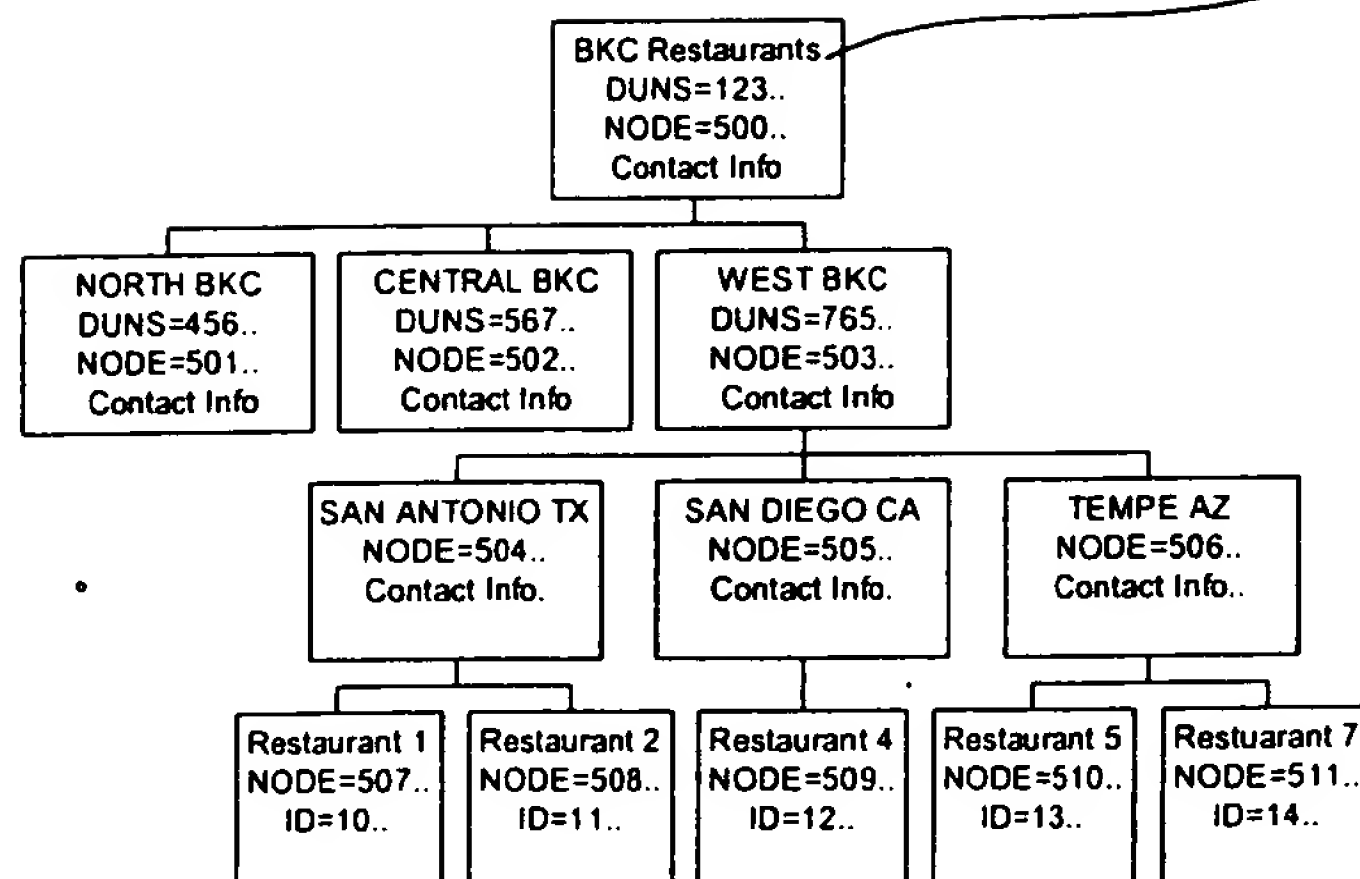 BKC Restaurants
DUNS=123..
NODE=500..
Contact Info
NORTH BKC
DUNS=456..
NODE=501..
Contact Info
CENTRAL BKC
DUNS=567..
NODE=502..
Contact Info
WEST BKC
DUNS=765..
NODE=503..
Contact Info
SAN ANTONIO TX
NODE=504..
Contact Info.
SAN DIEGO CA
NODE=505..
Contact Info.
TEMPE AZ
NODE=506..
Contact Info..
Restaurant 1
NODE=507..
ID=10..
Restaurant 2
NODE=508..
ID=11..
Restaurant 4
NODE=509..
ID=12..
Restaurant 5
NODE=510..
ID=13..
Restuarant 7
NODE=511..
ID=14..